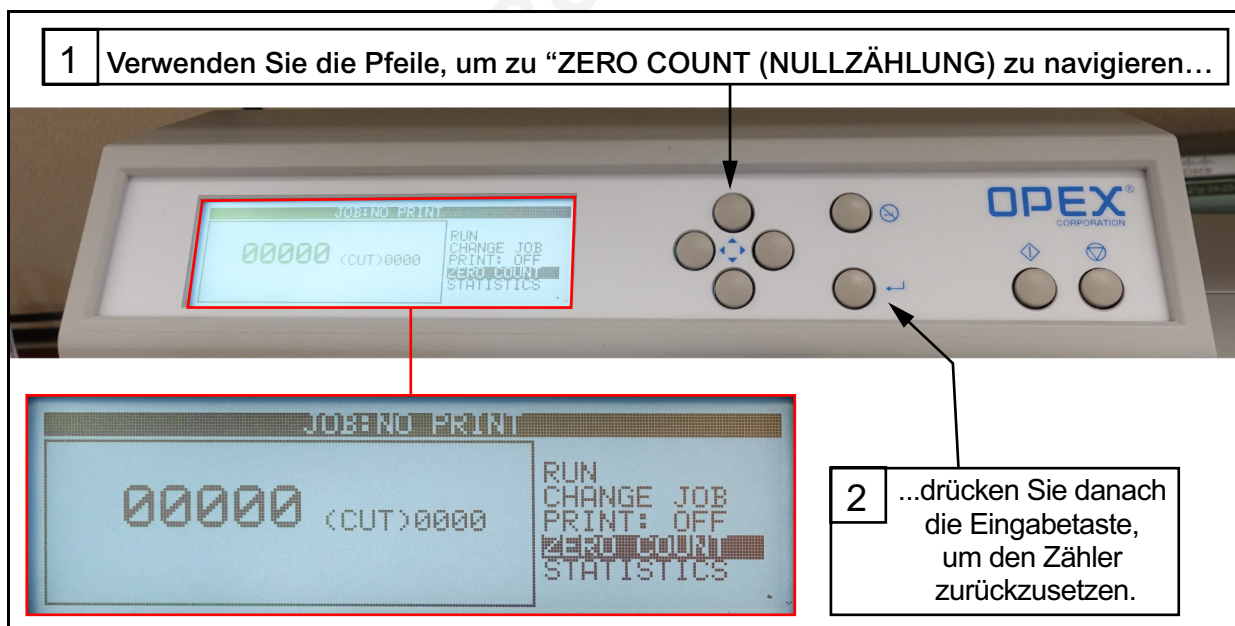 1 Verwenden Sie die Pfeile, um zu “ZERO COUNT (NULLZÄHLUNG) zu navigieren…
JOB:NO PRINT
00000 (CUT)0000
RUN
CHANGE JOB
PRINT: OFF
ZERO COUNT
STATISTICS
OPEX®
CORPORATION
JOB:NO PRINT
00000 (CUT)0000
RUN
CHANGE JOB
PRINT: OFF
ZERO COUNT
STATISTICS
2 ...drücken Sie danach
die Eingabetaste,
um den Zähler
zurückzusetzen.